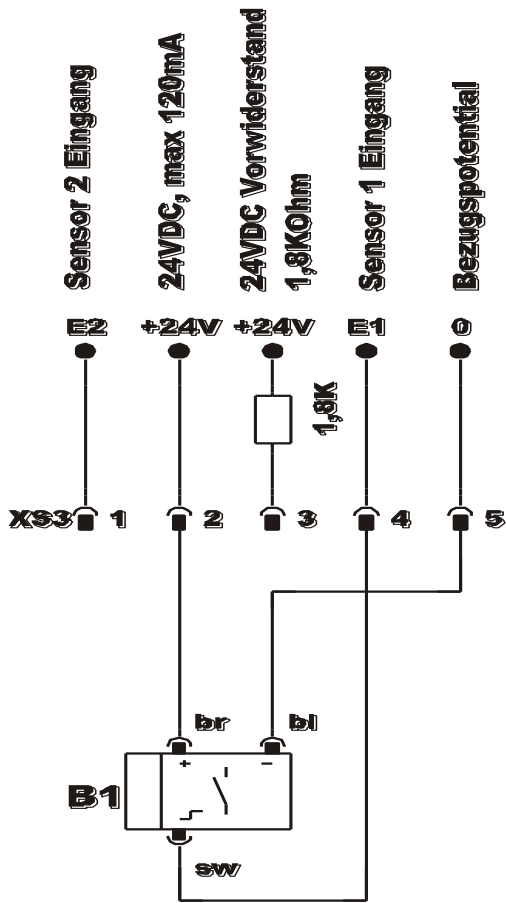 Sensor 2 Eingang
24VDC, max 120mA
24VDC Vorwiderstand
1,8KOhm
Sensor 1 Eingang
Bezugspotential
E2 +24V +24V E1 0
1,8K
XS3 1 2 3 4 5
br bl
+ −
B1
sw